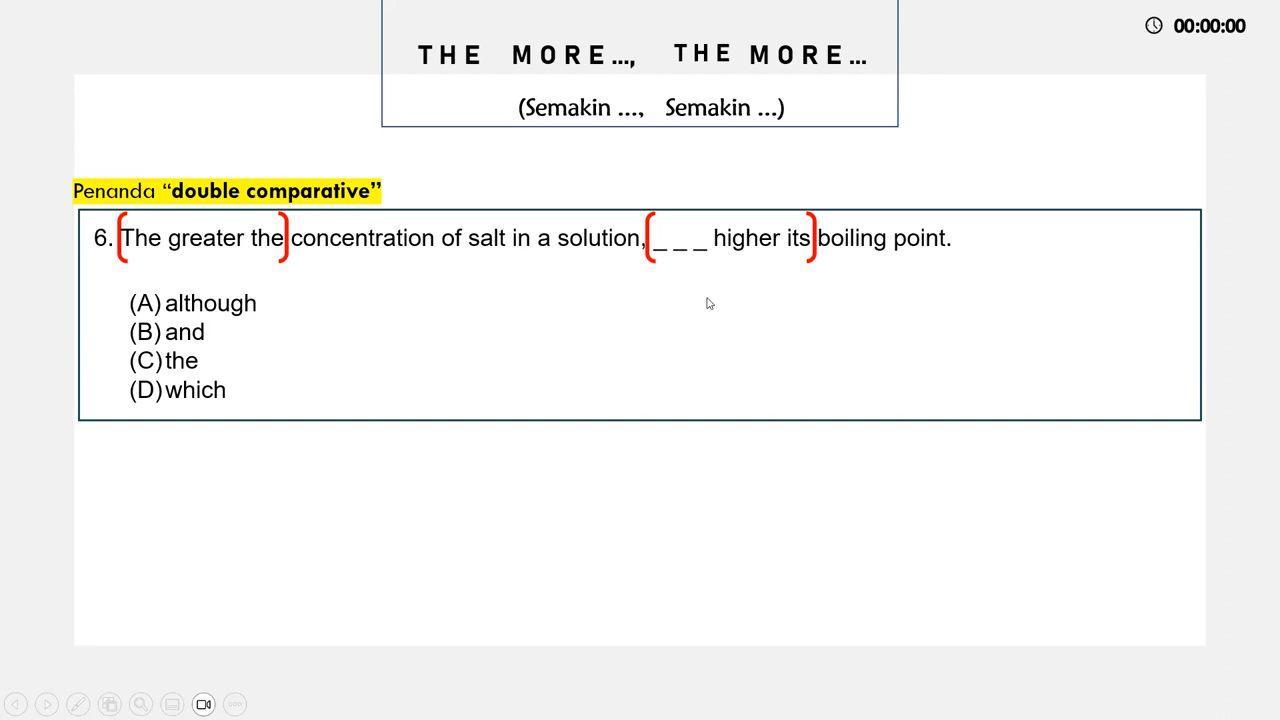 00:00:00
THE MORE…, THE MORE…
(Semakin …, Semakin …)
Penanda “double comparative”
6. The greater the concentration of salt in a solution, _ _ _ higher its boiling point.
(A) although
(B) and
(C) the
(D) which